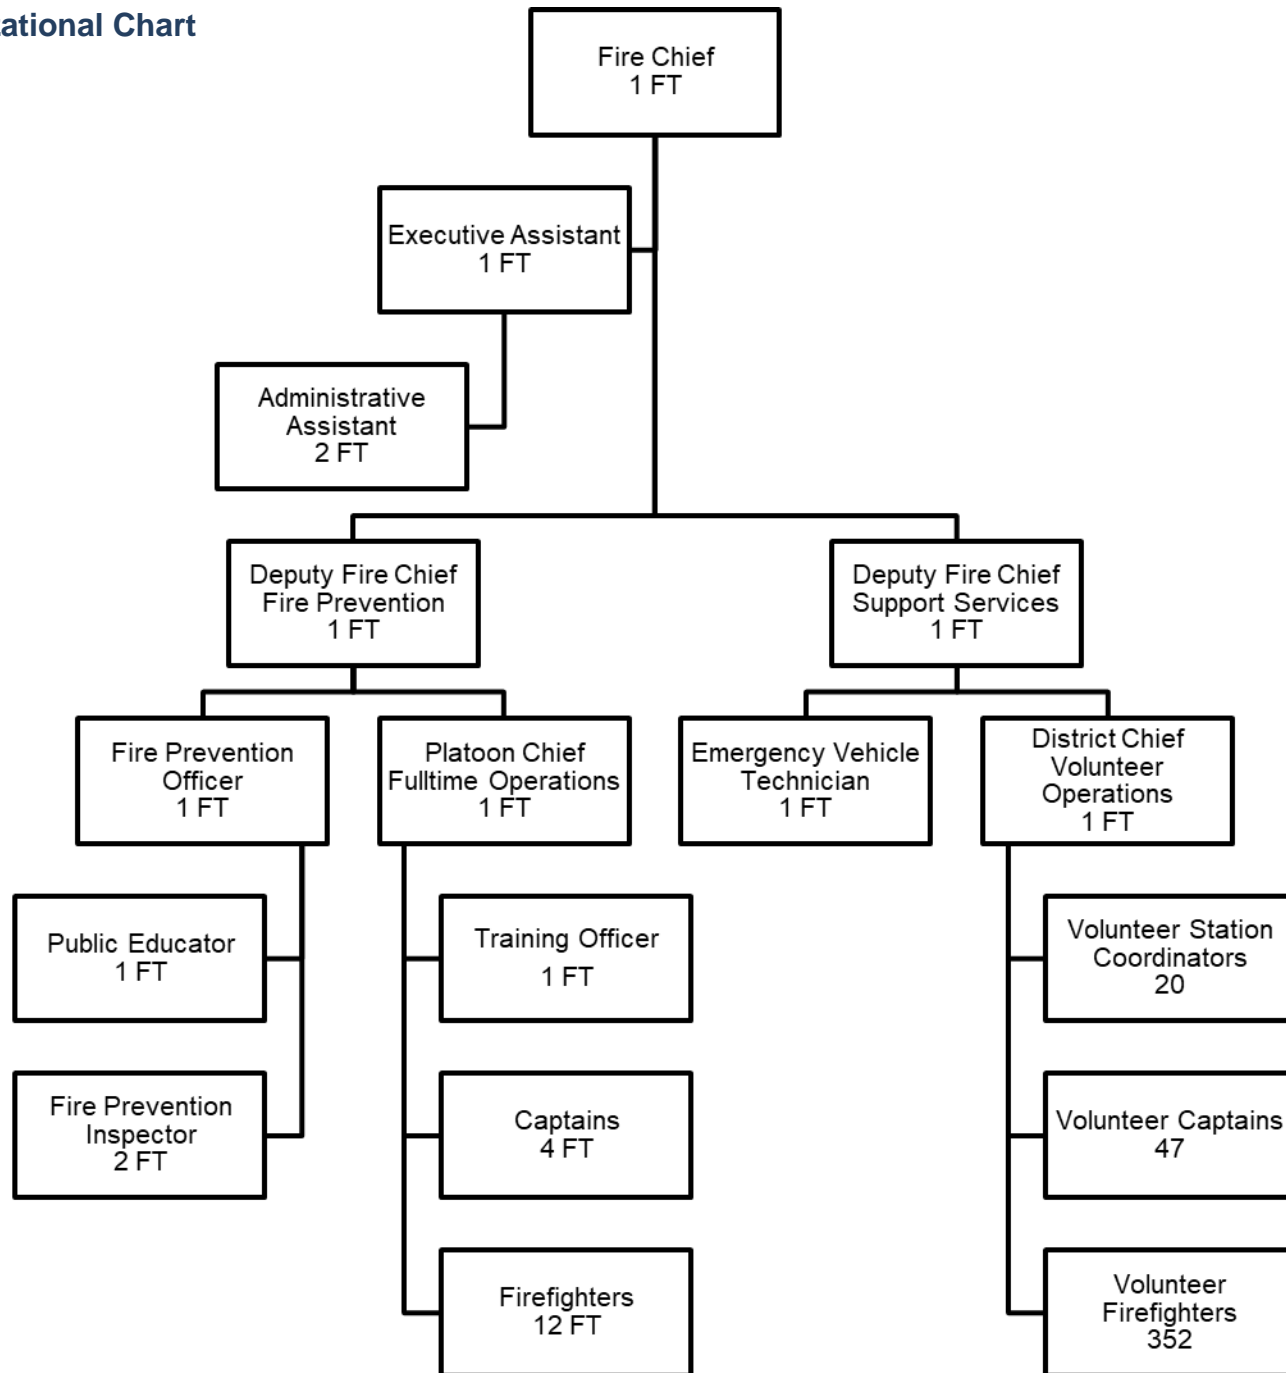 ational Chart
Fire Chief
1 FT
Executive Assistant
1 FT
Administrative
Assistant
2 FT
Deputy Fire Chief
Fire Prevention
1 FT
Deputy Fire Chief
Support Services
1 FT
Fire Prevention
Officer
1 FT
Platoon Chief
Fulltime Operations
1 FT
Emergency Vehicle
Technician
1 FT
District Chief
Volunteer
Operations
1 FT
Public Educator
1 FT
Training Officer
1 FT
Volunteer Station
Coordinators
20
Fire Prevention
Inspector
2 FT
Captains
4 FT
Volunteer Captains
47
Firefighters
12 FT
Volunteer
Firefighters
352